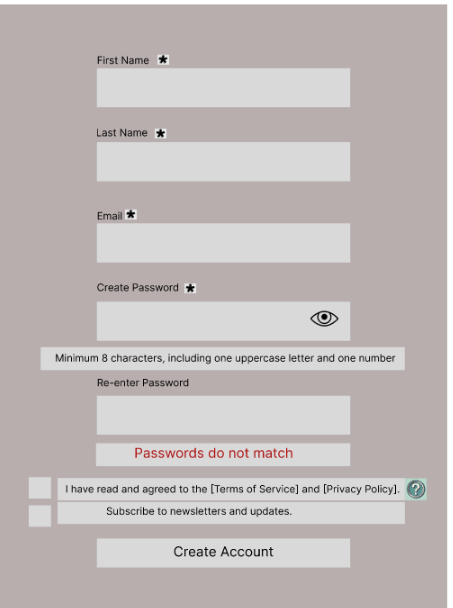 First Name *
Last Name *
Email *
Create Password *
Minimum 8 characters, including one uppercase letter and one number
Re-enter Password
Passwords do not match
I have read and agreed to the [Terms of Service] and [Privacy Policy]. ?
Subscribe to newsletters and updates.
Create Account